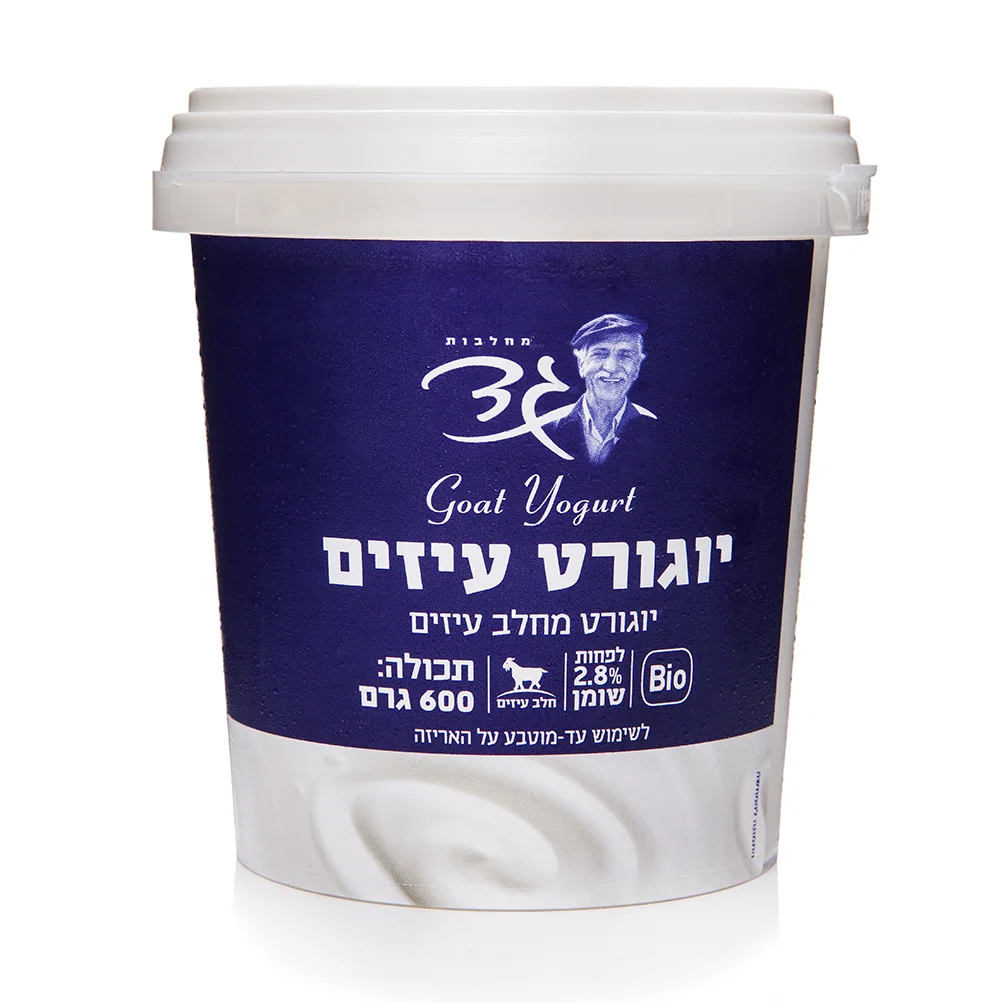 מחלבות
גד
Goat Yogurt
יוגורט עיזים
יוגורט מחלב עיזים
Bio
לפחות
2.8%
שומן
חלב עיזים
תכולה:
600 גרם
לשימוש עד-מוטבע על האריזה